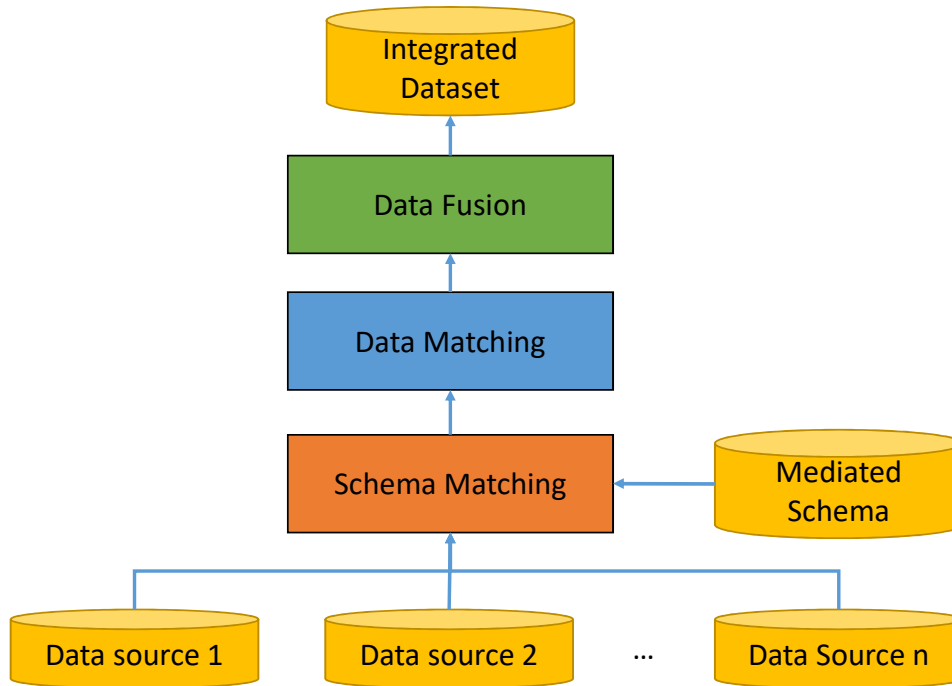 Integrated
Dataset
Data Fusion
Data Matching
Schema Matching
Mediated
Schema
Data source 1
Data source 2
...
Data Source n